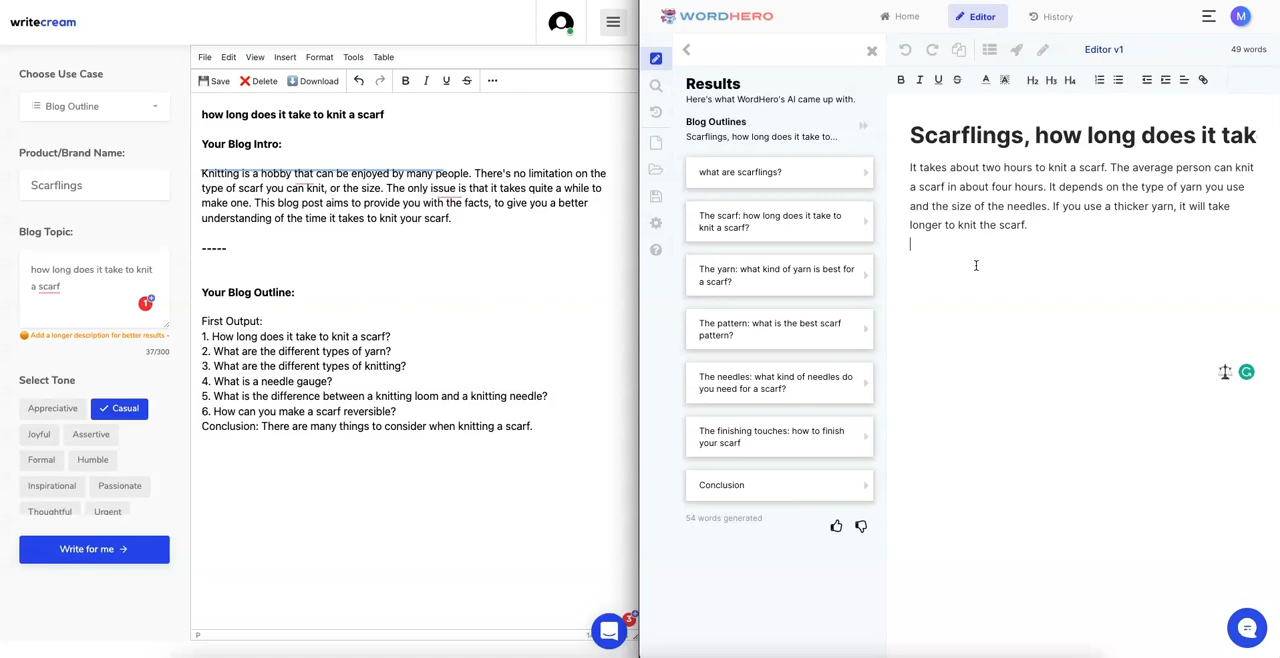 writecream
Choose Use Case
Blog Outline
Product/Brand Name:
Scarflings
Blog Topic:
how long does it take to knit
a scarf
1
Add a longer description for better results -
37/300
Select Tone
Appreciative
Casual
Joyful
Assertive
Formal
Humble
Inspirational
Passionate
Thoughtful
Urgent
Write for me
File Edit View Insert Format Tools Table
Save Delete Download B I U S
how long does it take to knit a scarf
Your Blog Intro:
Knitting is a hobby that can be enjoyed by many people. There's no limitation on the
type of scarf you can knit, or the size. The only issue is that it takes quite a while to
make one. This blog post aims to provide you with the facts, to give you a better
understanding of the time it takes to knit your scarf.
-----
Your Blog Outline:
First Output:
1. How long does it take to knit a scarf?
2. What are the different types of yarn?
3. What are the different types of knitting?
4. What is a needle gauge?
5. What is the difference between a knitting loom and a knitting needle?
6. How can you make a scarf reversible?
Conclusion: There are many things to consider when knitting a scarf.
P
3
WORDHERO
Home
Editor
History
M
Results
Here's what WordHero's AI came up with.
Blog Outlines
Scarflings, how long does it take to...
what are scarflings?
The scarf: how long does it take to
knit a scarf?
The yarn: what kind of yarn is best for
a scarf?
The pattern: what is the best scarf
pattern?
The needles: what kind of needles do
you need for a scarf?
The finishing touches: how to finish
your scarf
Conclusion
54 words generated
Editor v1
49 words
B I U S A A H2 H3 H4
Scarflings, how long does it tak
It takes about two hours to knit a scarf. The average person can knit
a scarf in about four hours. It depends on the type of yarn you use
and the size of the needles. If you use a thicker yarn, it will take
longer to knit the scarf.